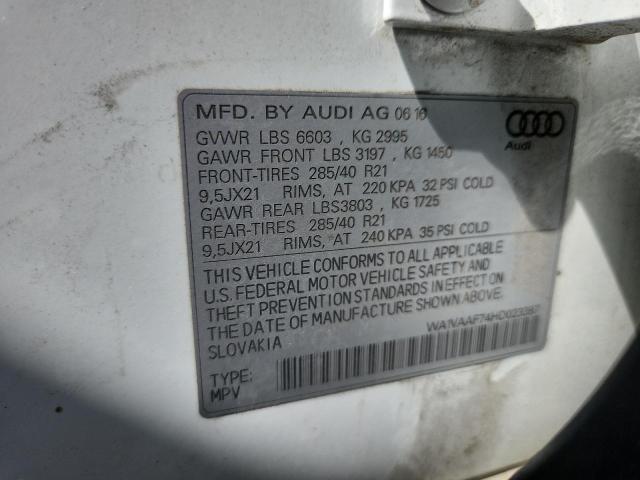 MFD. BY AUDI AG 06 16
GVWR LBS 6603 , KG 2995
GAWR FRONT LBS 3197 , KG 1450
FRONT-TIRES 285/40 R21
9,5JX21 RIMS, AT 220 KPA 32 PSI COLD
GAWR REAR LBS3803 , KG 1725
REAR-TIRES 285/40 R21
9,5JX21 RIMS, AT 240 KPA 35 PSI COLD
Audi
THIS VEHICLE CONFORMS TO ALL APPLICABLE
U.S. FEDERAL MOTOR VEHICLE SAFETY AND
THEFT PREVENTION STANDARDS IN EFFECT ON
THE DATE OF MANUFACTURE SHOWN ABOVE.
SLOVAKIA
TYPE:
MPV